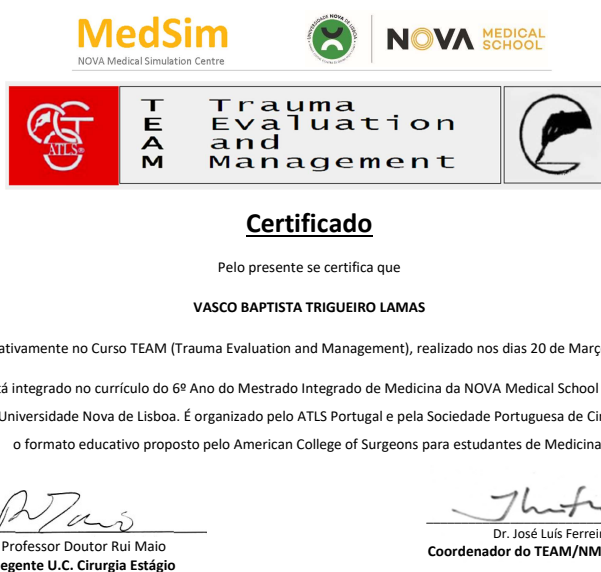 MedSim
NOVA Medical Simulation Centre
UNIVERSIDADE NOVA DE LISBOA
NOVA MEDICAL SCHOOL
ATLS®
T Trauma
E Evaluation
A and
M Management
Certificado
Pelo presente se certifica que
VASCO BAPTISTA TRIGUEIRO LAMAS
ativamente no Curso TEAM (Trauma Evaluation and Management), realizado nos dias 20 de Març
integrado no currículo do 6º Ano do Mestrado Integrado de Medicina da NOVA Medical School
Universidade Nova de Lisboa. É organizado pelo ATLS Portugal e pela Sociedade Portuguesa de
o formato educativo proposto pelo American College of Surgeons para estudantes de Medicina
Professor Doutor Rui Maio
Dr. José Luís Ferrei
egente U.C. Cirurgia Estágio
Coordenador do TEAM/NM